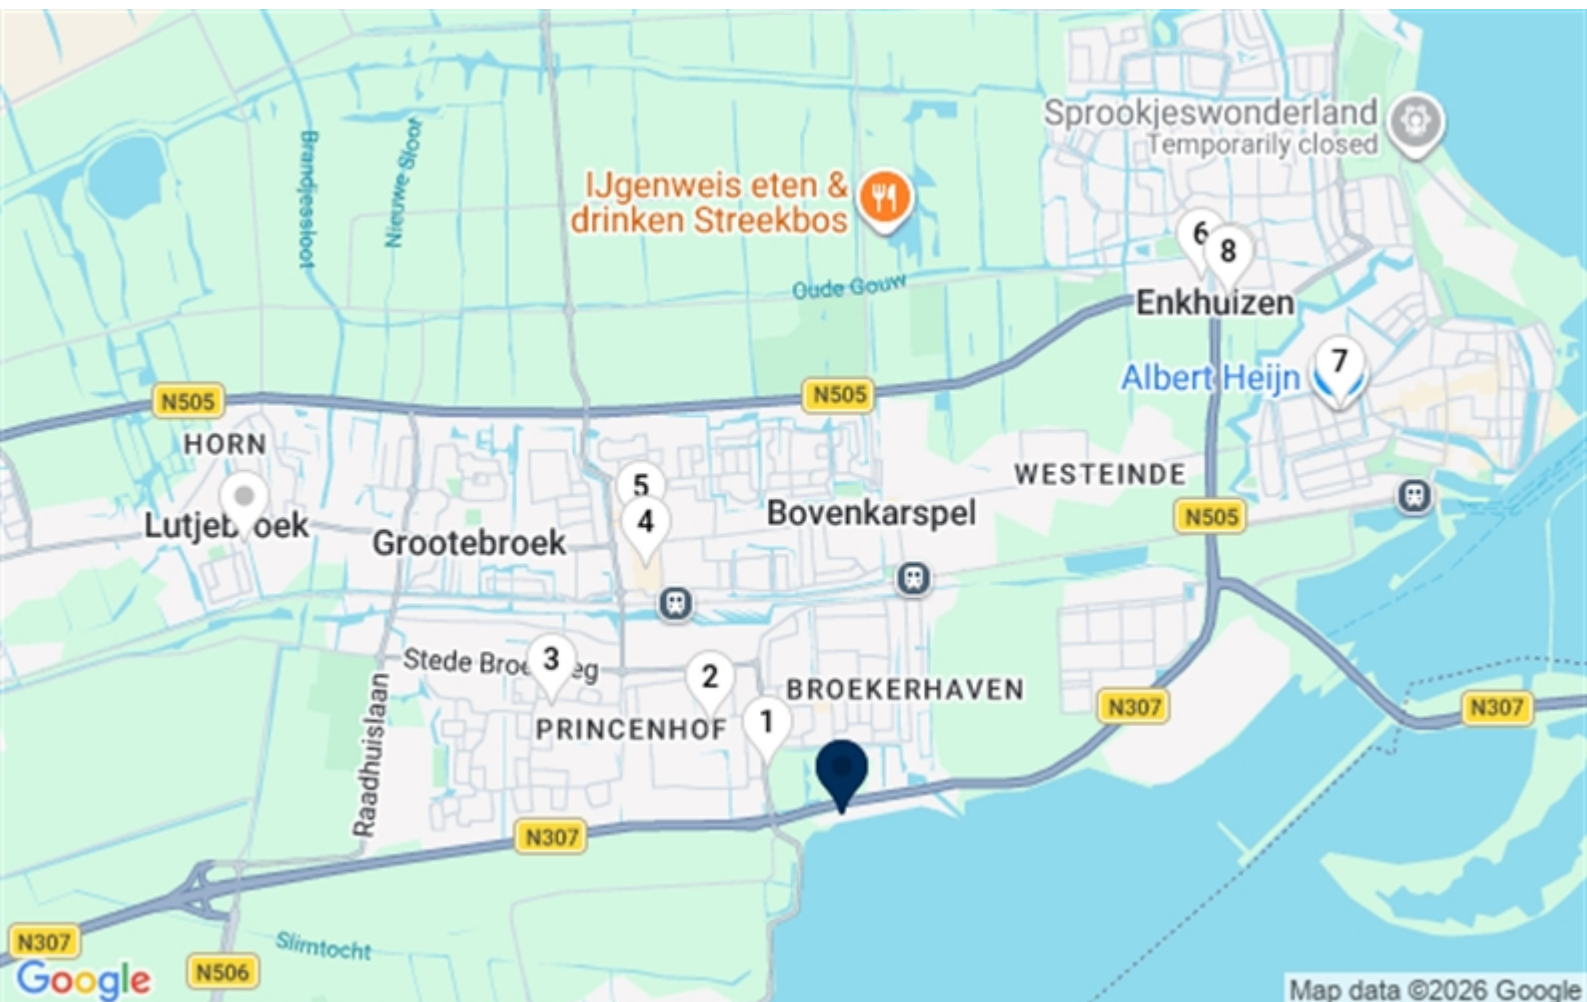 Sprookjeswonderland
Temporarily closed
Brandjessloot
Nieuwe Sloot
IJgenweis eten &
drinken Streekbos
6
8
Oude Gouw
Enkhuizen
7
Albert Heijn
N505
N505
HORN
5
WESTEINDE
4
Bovenkarspel
N505
Lutjebroek
Grootebroek
Stede Broe
3
eg
2
BROEKERHAVEN
N307
N307
1
PRINCENHOF
Raadhuislaan
N307
N307
Slimtocht
N506
Google
Map data ©2026 Google